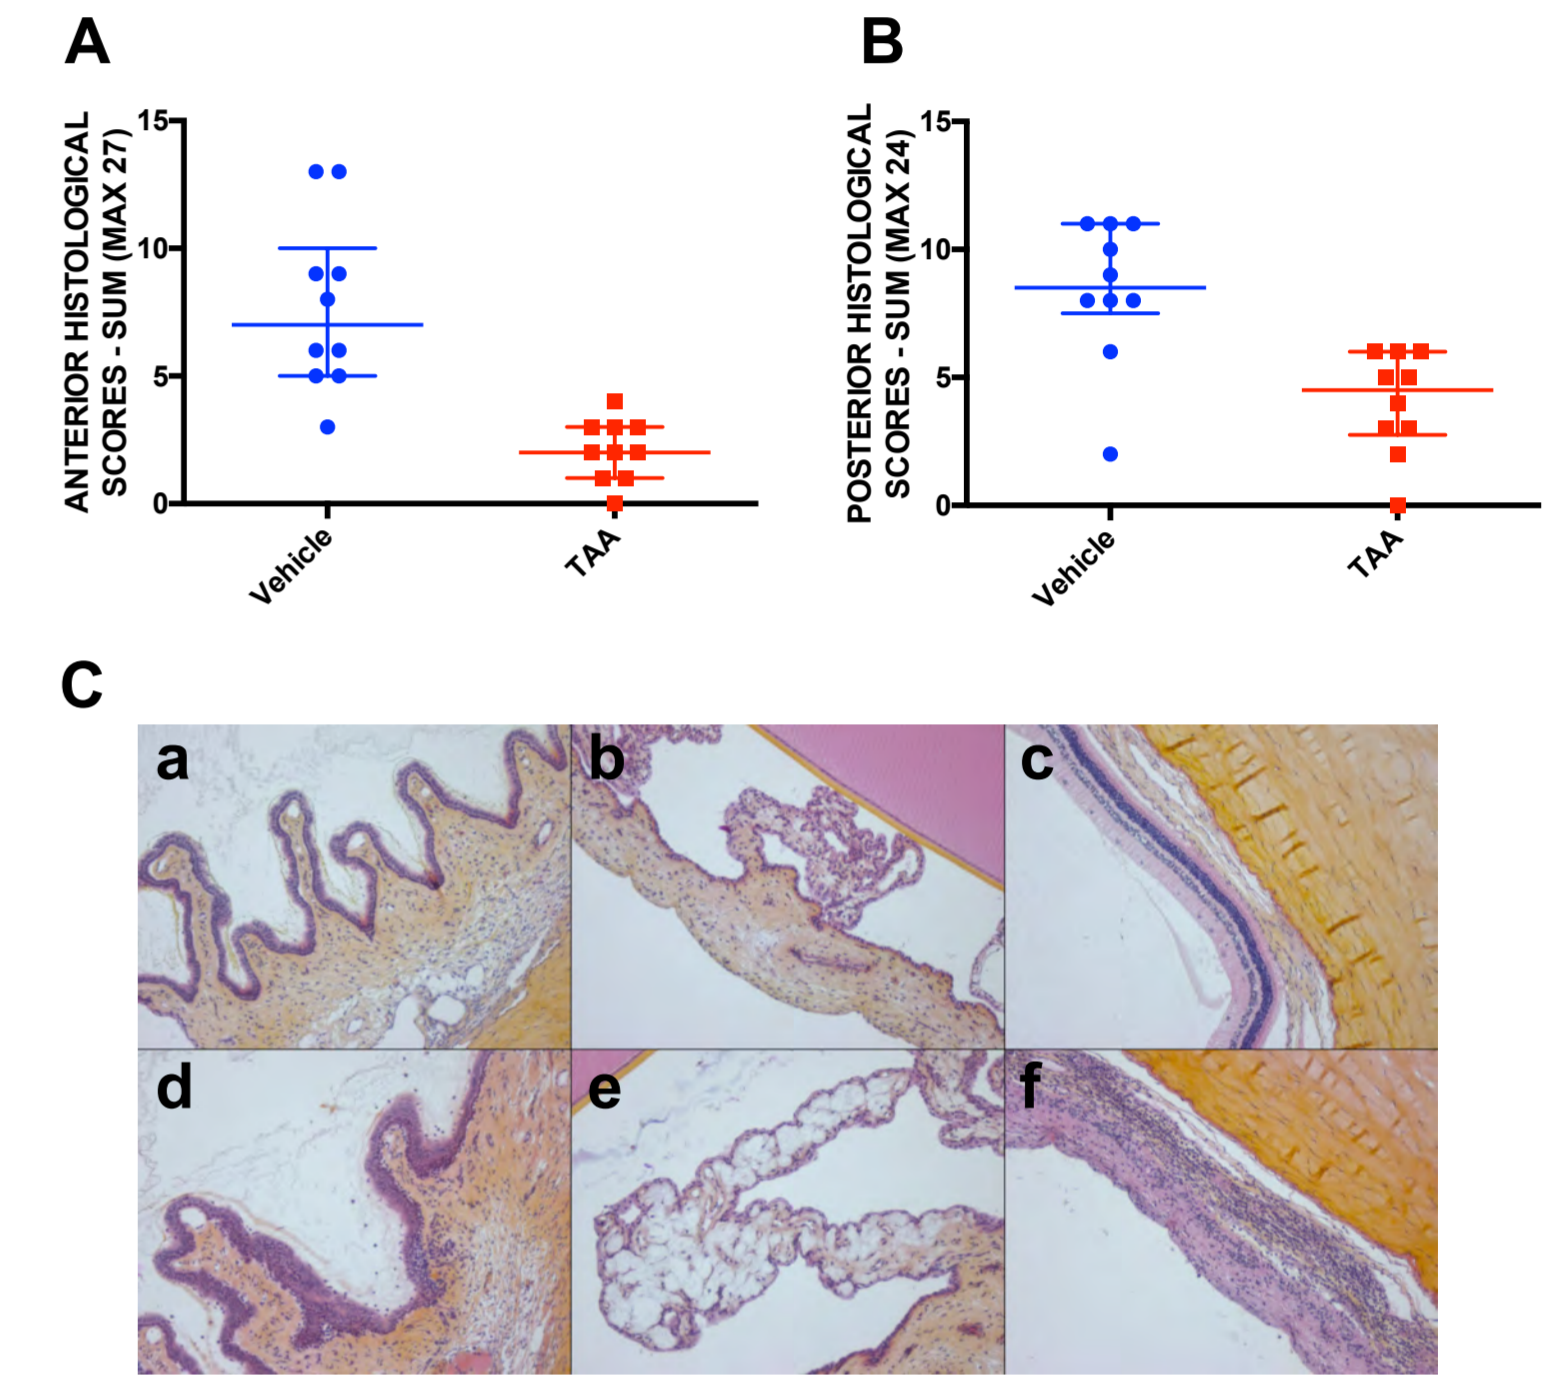 A
ANTERIOR HISTOLOGICAL
SCORES - SUM (MAX 27)
15
10
5
0
Vehicle
TAA
B
POSTERIOR HISTOLOGICAL
SCORES - SUM (MAX 24)
15
10
5
0
Vehicle
TAA
C
a
b
c
d
e
f